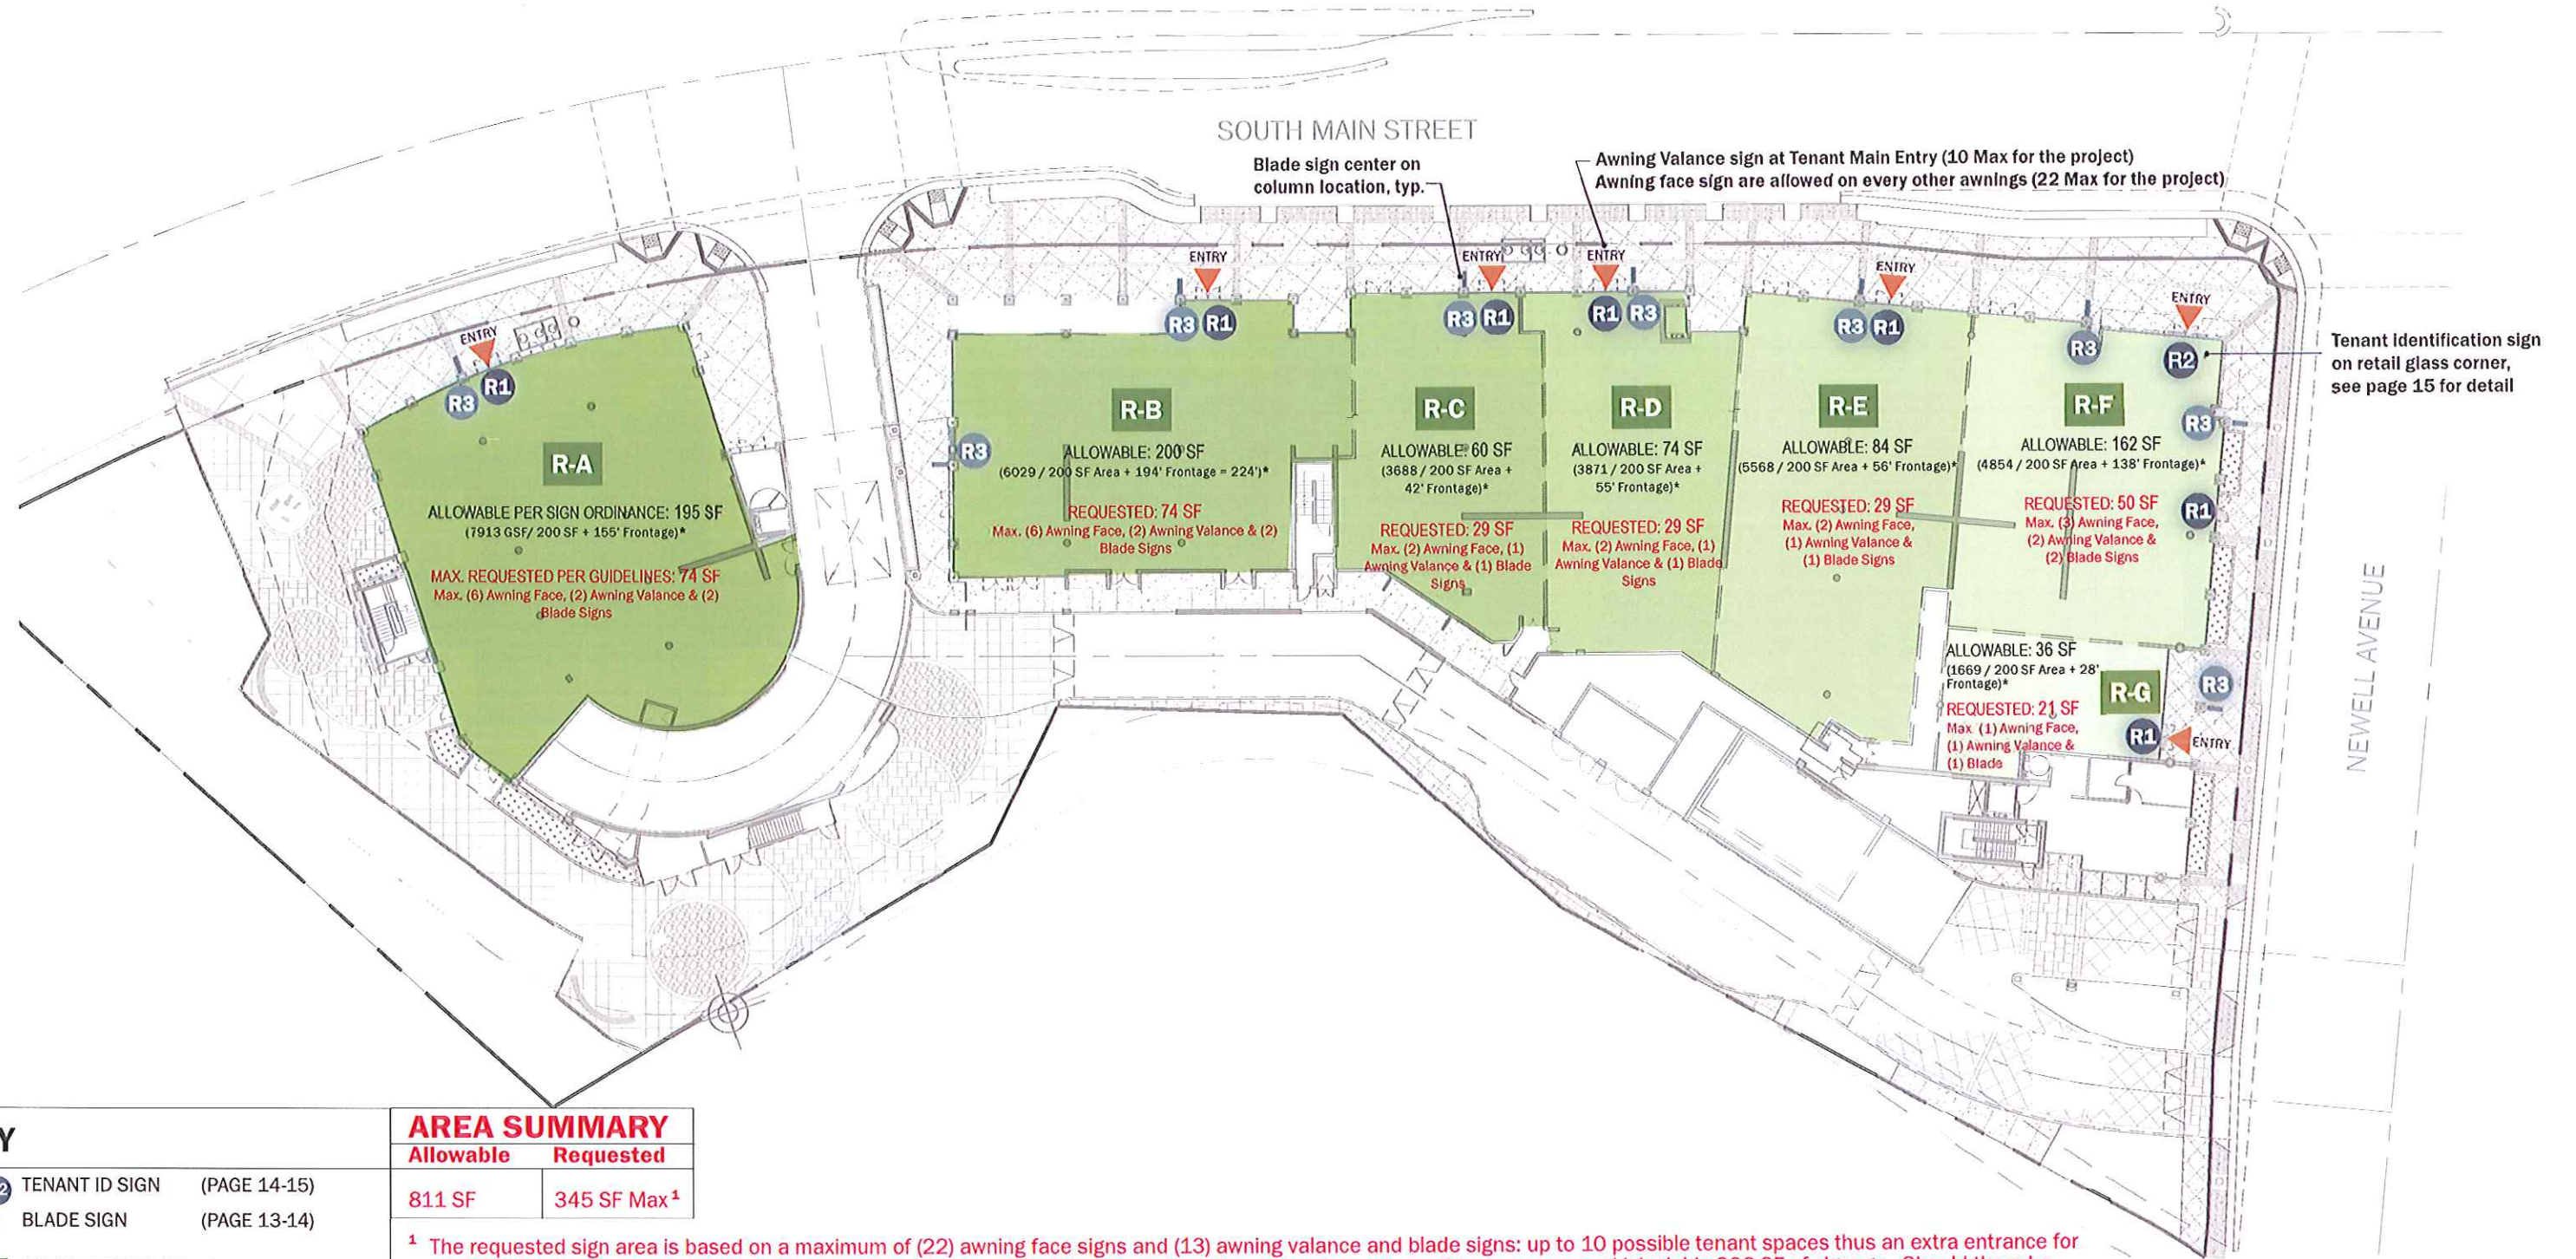 SOUTH MAIN STREET
Blade sign center on
column location, typ.
Awning Valance sign at Tenant Main Entry (10 Max for the project)
Awning face sign are allowed on every other awnings (22 Max for the project)
ENTRY
R3
R1
R-A
ALLOWABLE PER SIGN ORDINANCE: 195 SF
(7913 GSF/ 200 SF + 155' Frontage)*
MAX. REQUESTED PER GUIDELINES: 74 SF
Max. (6) Awning Face, (2) Awning Valance & (2)
Blade Signs
ENTRY
R3 R1
R3
R-B
ALLOWABLE: 200 SF
(6029 / 200 SF Area + 194' Frontage = 224')*
REQUESTED: 74 SF
Max. (6) Awning Face, (2) Awning Valance & (2)
Blade Signs
ENTRY
R3 R1
R-C
ALLOWABLE: 60 SF
(3688 / 200 SF Area +
42' Frontage)*
REQUESTED: 29 SF
Max. (2) Awning Face, (1)
Awning Valance & (1) Blade
Signs
ENTRY
R1 R3
R-D
ALLOWABLE: 74 SF
(3871 / 200 SF Area +
55' Frontage)*
REQUESTED: 29 SF
Max. (2) Awning Face, (1)
Awning Valance & (1) Blade
Signs
ENTRY
R3 R1
R-E
ALLOWABLE: 84 SF
(5568 / 200 SF Area + 56' Frontage)*
REQUESTED: 29 SF
Max. (2) Awning Face,
(1) Awning Valance &
(1) Blade Signs
ENTRY
R3
R2
Tenant identification sign
on retail glass corner,
see page 15 for detail
R-F
R3
ALLOWABLE: 162 SF
(4854 / 200 SF Area + 138' Frontage)*
REQUESTED: 50 SF
Max. (3) Awning Face,
(2) Awning Valance &
(2) Blade Signs
R1
ALLOWABLE: 36 SF
(1669 / 200 SF Area + 28'
Frontage)*
R-G
R3
REQUESTED: 21 SF
Max. (1) Awning Face,
(1) Awning Valance &
(1) Blade
R1
ENTRY
NEWELL AVENUE
Y
2 TENANT ID SIGN (PAGE 14-15)
BLADE SIGN (PAGE 13-14)
AREA SUMMARY
Allowable Requested
811 SF 345 SF Max ¹
¹ The requested sign area is based on a maximum of (22) awning face signs and (13) awning valance and blade signs: up to 10 possible tenant spaces thus an extra entrance for